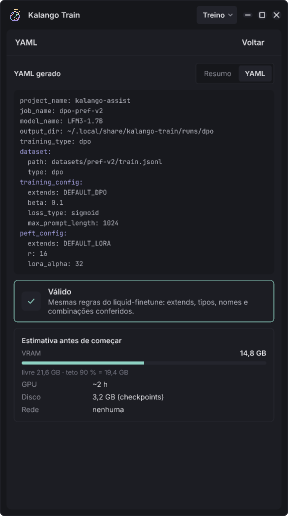 Kalango Train
Treino
YAML
Voltar
YAML gerado
Resumo
YAML
project_name: kalango-assist
job_name: dpo-pref-v2
model_name: LFM3-1.7B
output_dir: ~/.local/share/kalango-train/runs/dpo
training_type: dpo
dataset:
  path: datasets/pref-v2/train.jsonl
  type: dpo
training_config:
  extends: DEFAULT_DPO
  beta: 0.1
  loss_type: sigmoid
  max_prompt_length: 1024
peft_config:
  extends: DEFAULT_LORA
  r: 16
  lora_alpha: 32
Válido
Mesmas regras do liquid-finetune: extends, tipos, nomes e
combinações conferidos.
Estimativa antes de começar
VRAM 14,8 GB
livre 21,6 GB · teto 90 % = 19,4 GB
GPU ~2 h
Disco 3,2 GB (checkpoints)
Rede nenhuma